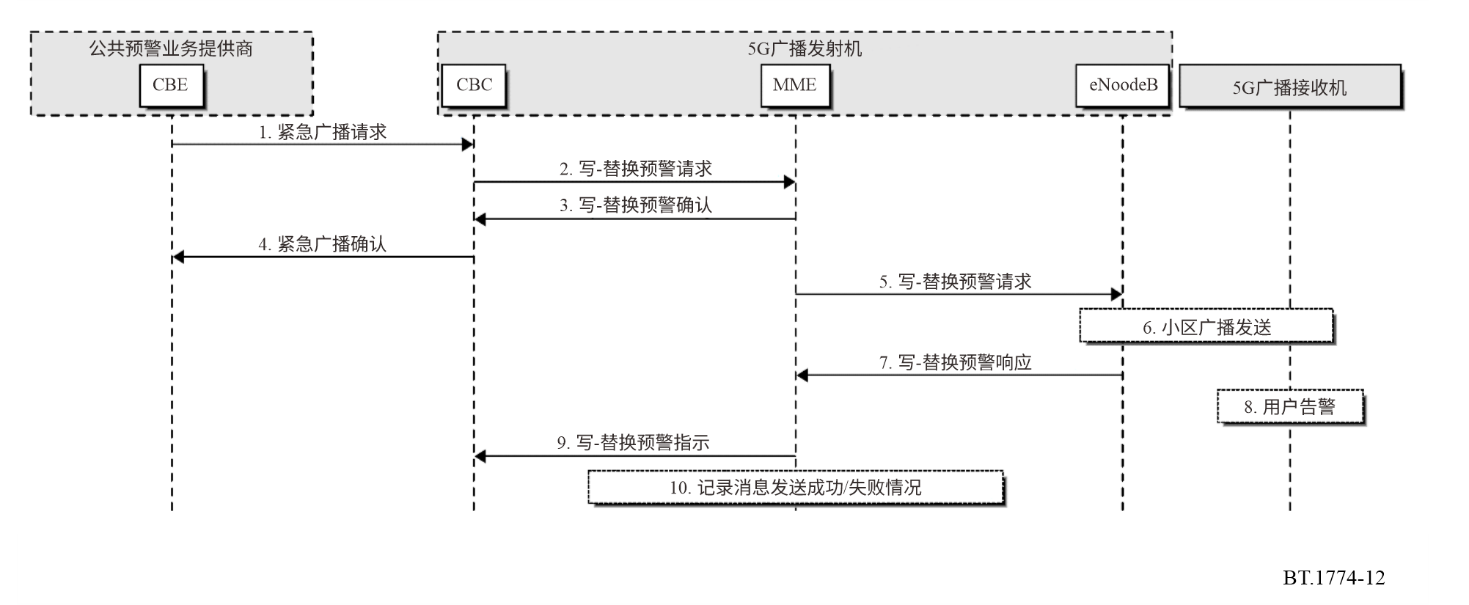 公共预警业务提供商
5G广播发射机
CBE
CBC
MME
eNoodeB
5G广播接收机
1. 紧急广播请求
2. 写-替换预警请求
3. 写-替换预警确认
4. 紧急广播确认
5. 写-替换预警请求
6. 小区广播发送
7. 写-替换预警响应
8. 用户告警
9. 写-替换预警指示
10. 记录消息发送成功/失败情况
BT.1774-12